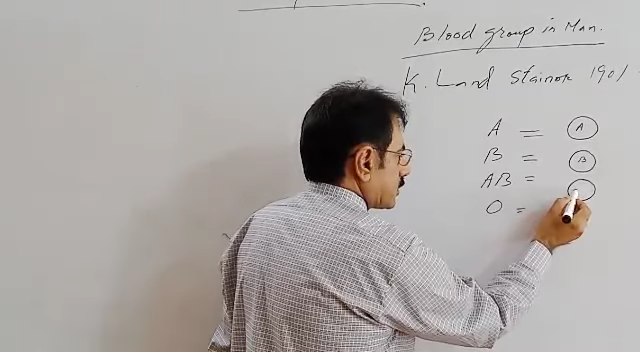 Blood group in Man.
K. Land Stainer 1901
A = A
B = B
AB =
O =